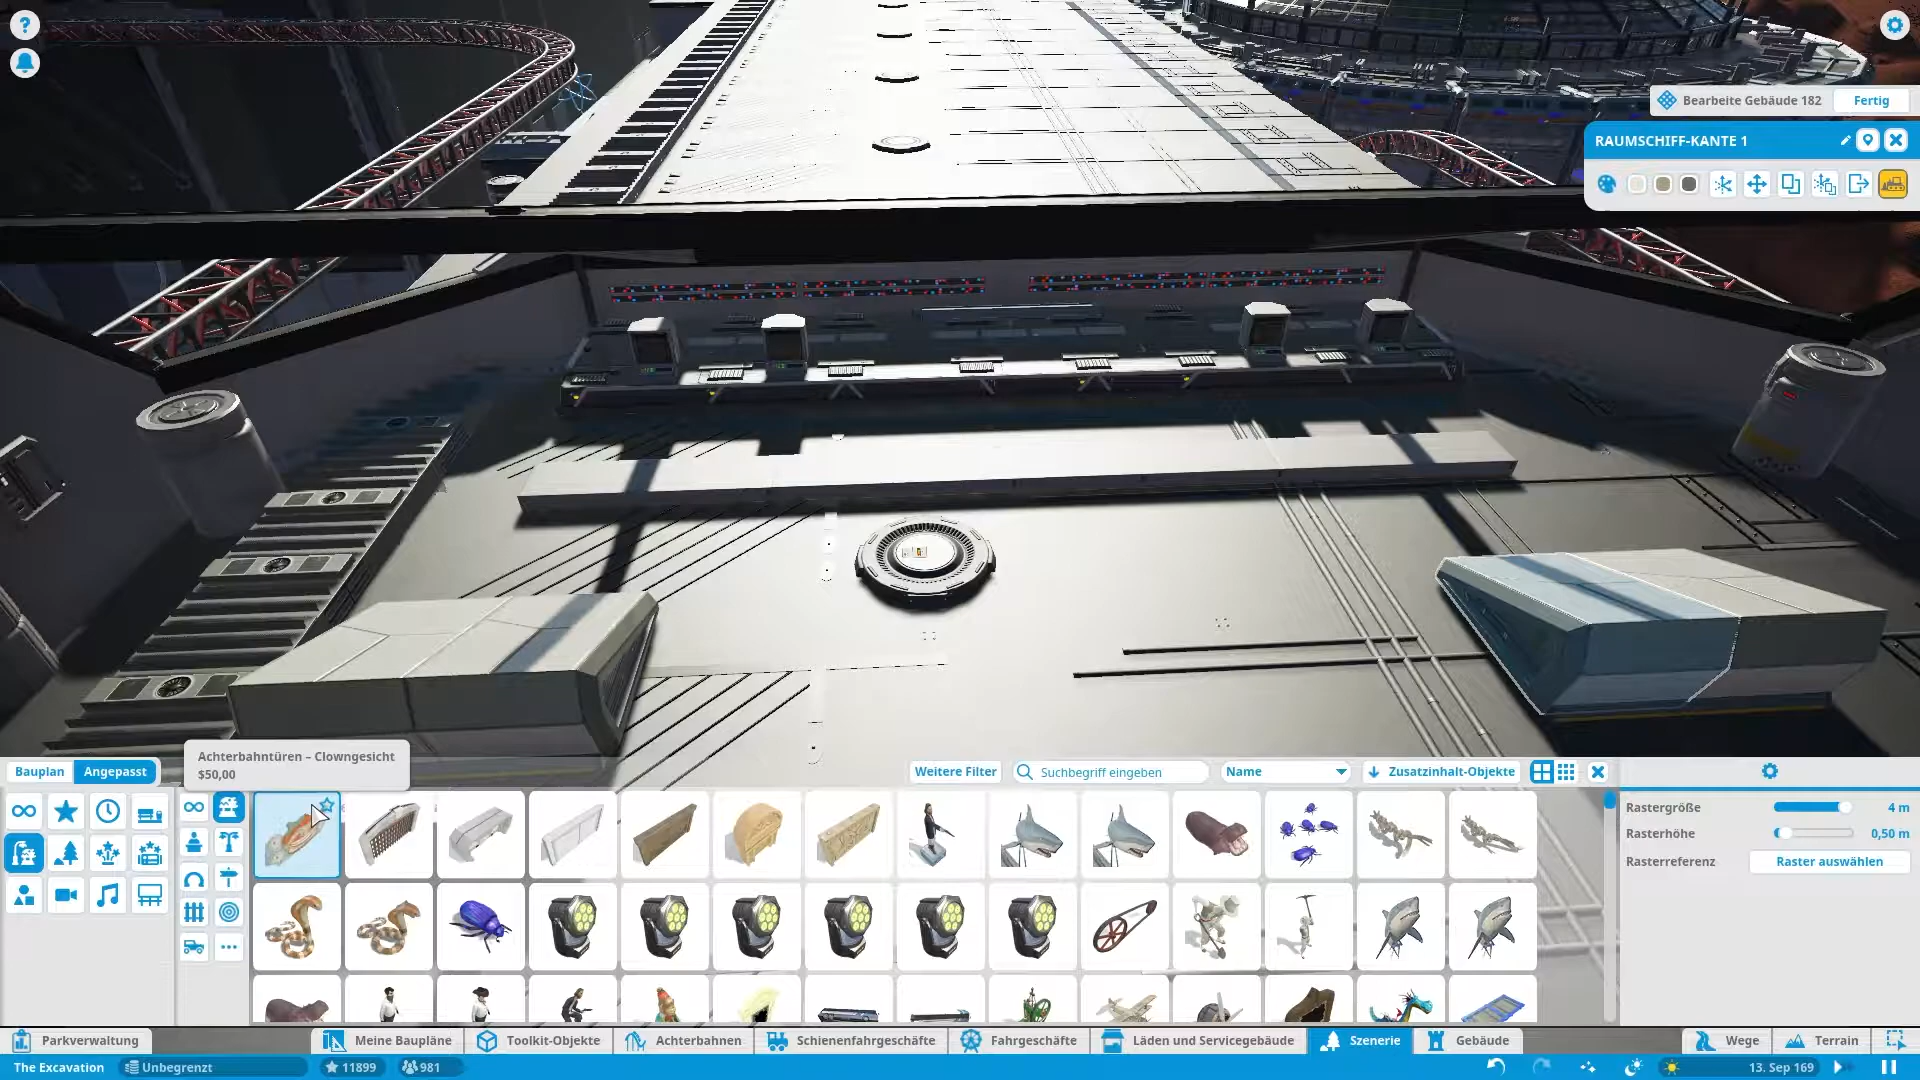 Bearbeite Gebäude 182
Fertig
RAUMSCHIFF-KANTE 1
Achterbahntüren – Clowngesicht
$50,00
Bauplan
Angepasst
Weitere Filter
Suchbegriff eingeben
Name
Zusatzinhalt-Objekte
Rastergröße
4 m
Rasterhöhe
0,50 m
Rasterreferenz
Raster auswählen
Parkverwaltung
Meine Baupläne
Toolkit-Objekte
Achterbahnen
Schienenfahrgeschäfte
Fahrgeschäfte
Läden und Servicegebäude
Szenerie
Gebäude
Wege
Terrain
The Excavation
Unbegrenzt
11899
981
13. Sep 169